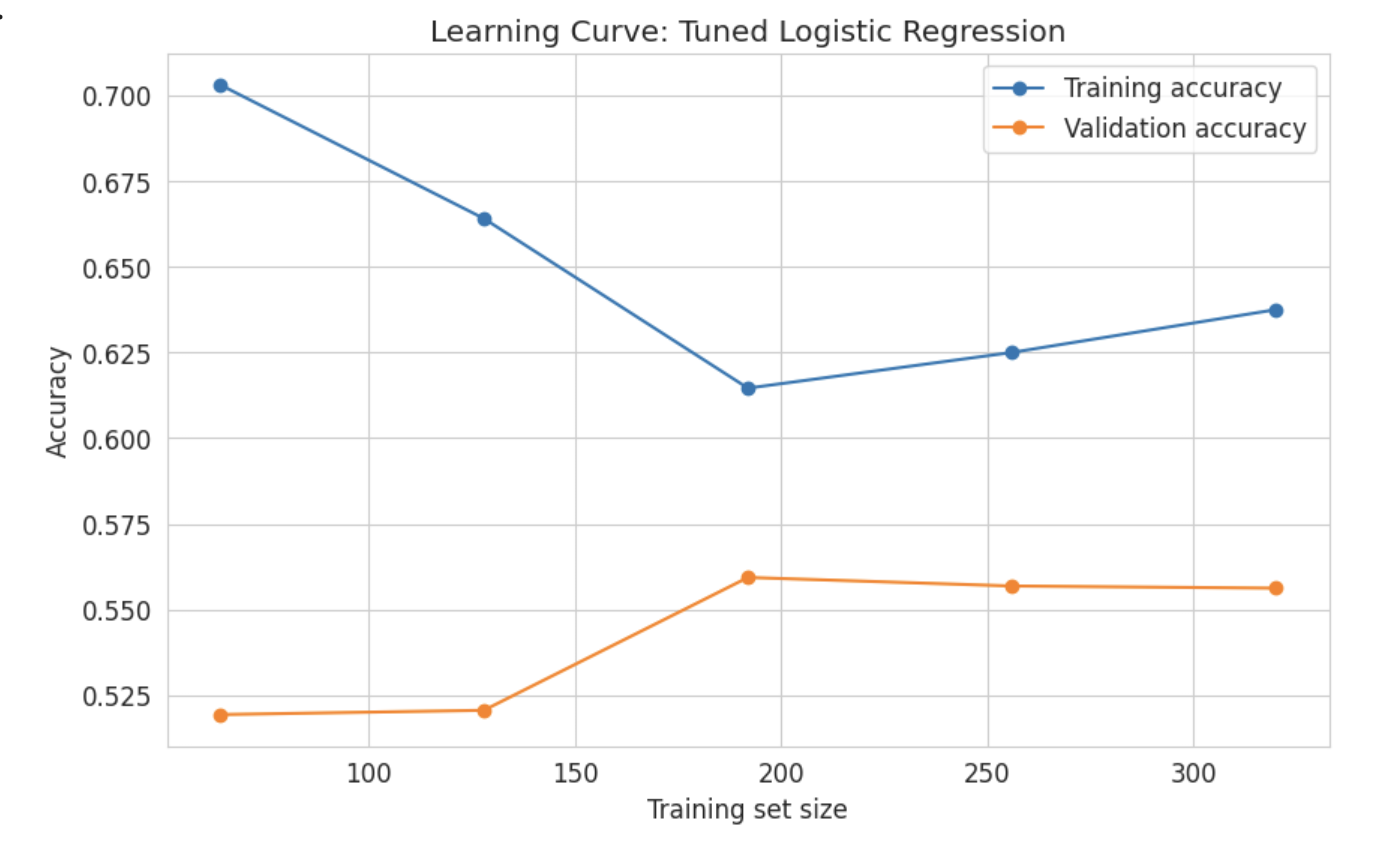 .
Learning Curve: Tuned Logistic Regression
Training accuracy
Validation accuracy
Accuracy
0.700
0.675
0.650
0.625
0.600
0.575
0.550
0.525
100 150 200 250 300
Training set size